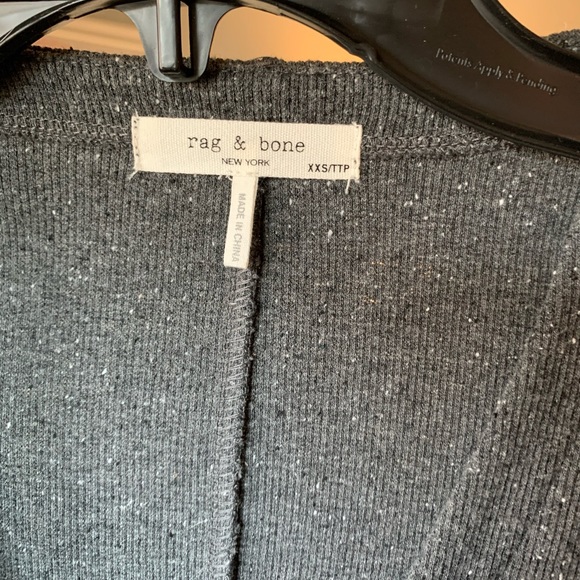 Patents Apply & Pending
rag & bone
NEW YORK
XXS/TTP
MADE IN CHINA